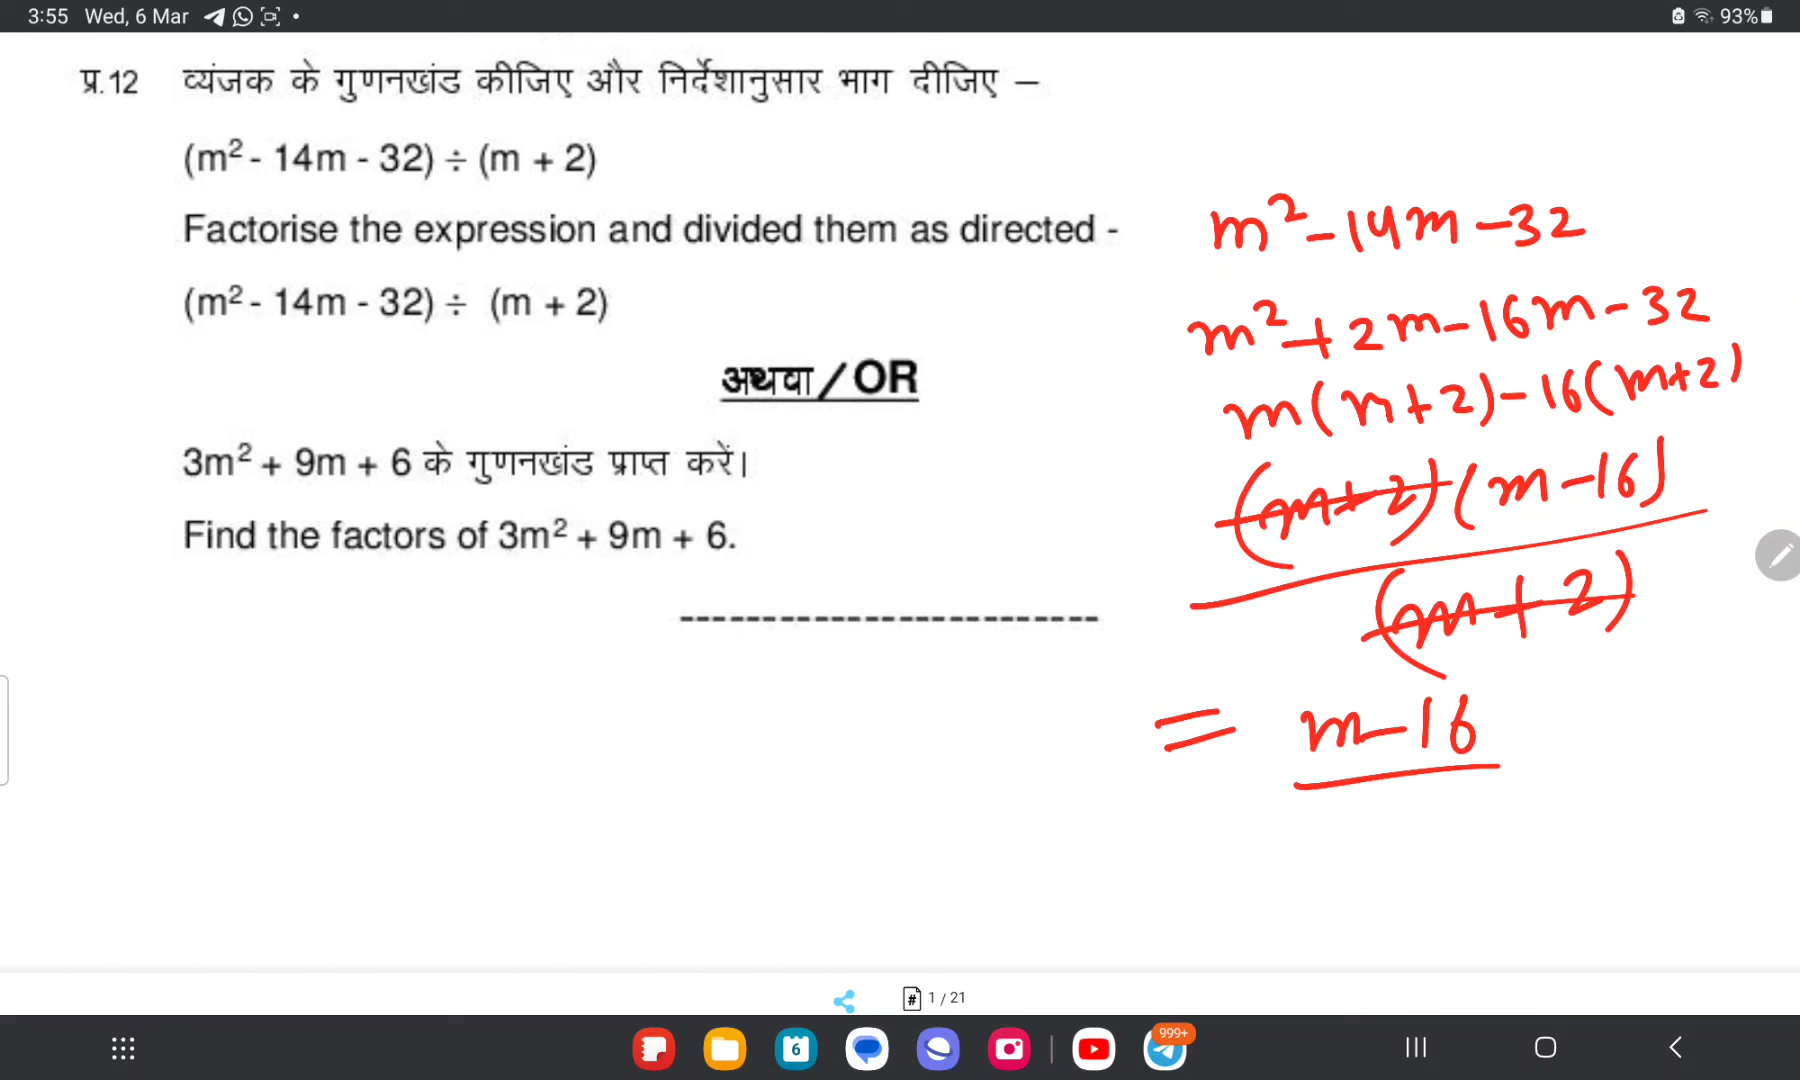 3:55 Wed, 6 Mar
93%
प्र.12 व्यंजक के गुणनखंड कीजिए और निर्देशानुसार भाग दीजिए –
(m² - 14m - 32) ÷ (m + 2)
Factorise the expression and divided them as directed -
(m² - 14m - 32) ÷ (m + 2)
अथवा / OR
3m² + 9m + 6 के गुणनखंड प्राप्त करें।
Find the factors of 3m² + 9m + 6.
m² - 14m - 32
m² + 2m - 16m - 32
m(m+2) - 16(m+2)
(m+2)(m-16)
(m+2)
= m-16
1 / 21
6
999+